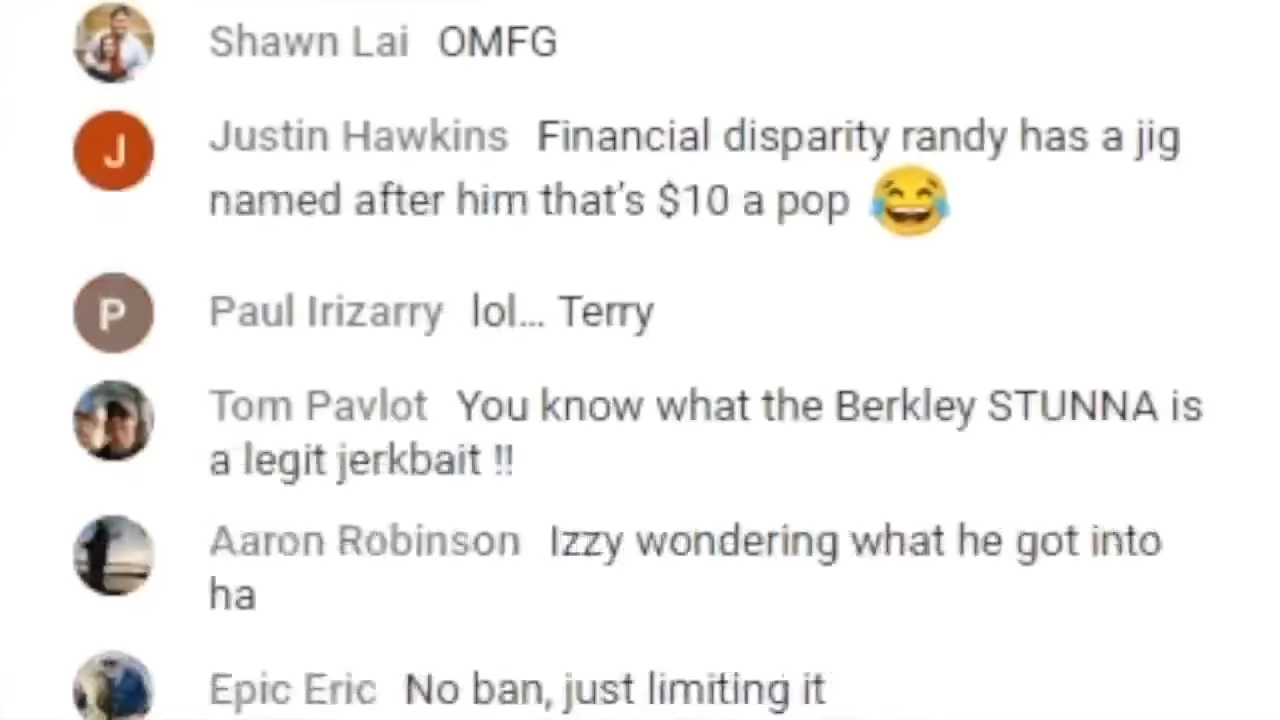 Shawn Lai OMFG
J
Justin Hawkins Financial disparity randy has a jig
named after him that's $10 a pop 😂
P
Paul Irizarry lol... Terry
Tom Pavlot You know what the Berkley STUNNA is
a legit jerkbait !!
Aaron Robinson Izzy wondering what he got into
ha
Epic Eric No ban, just limiting it